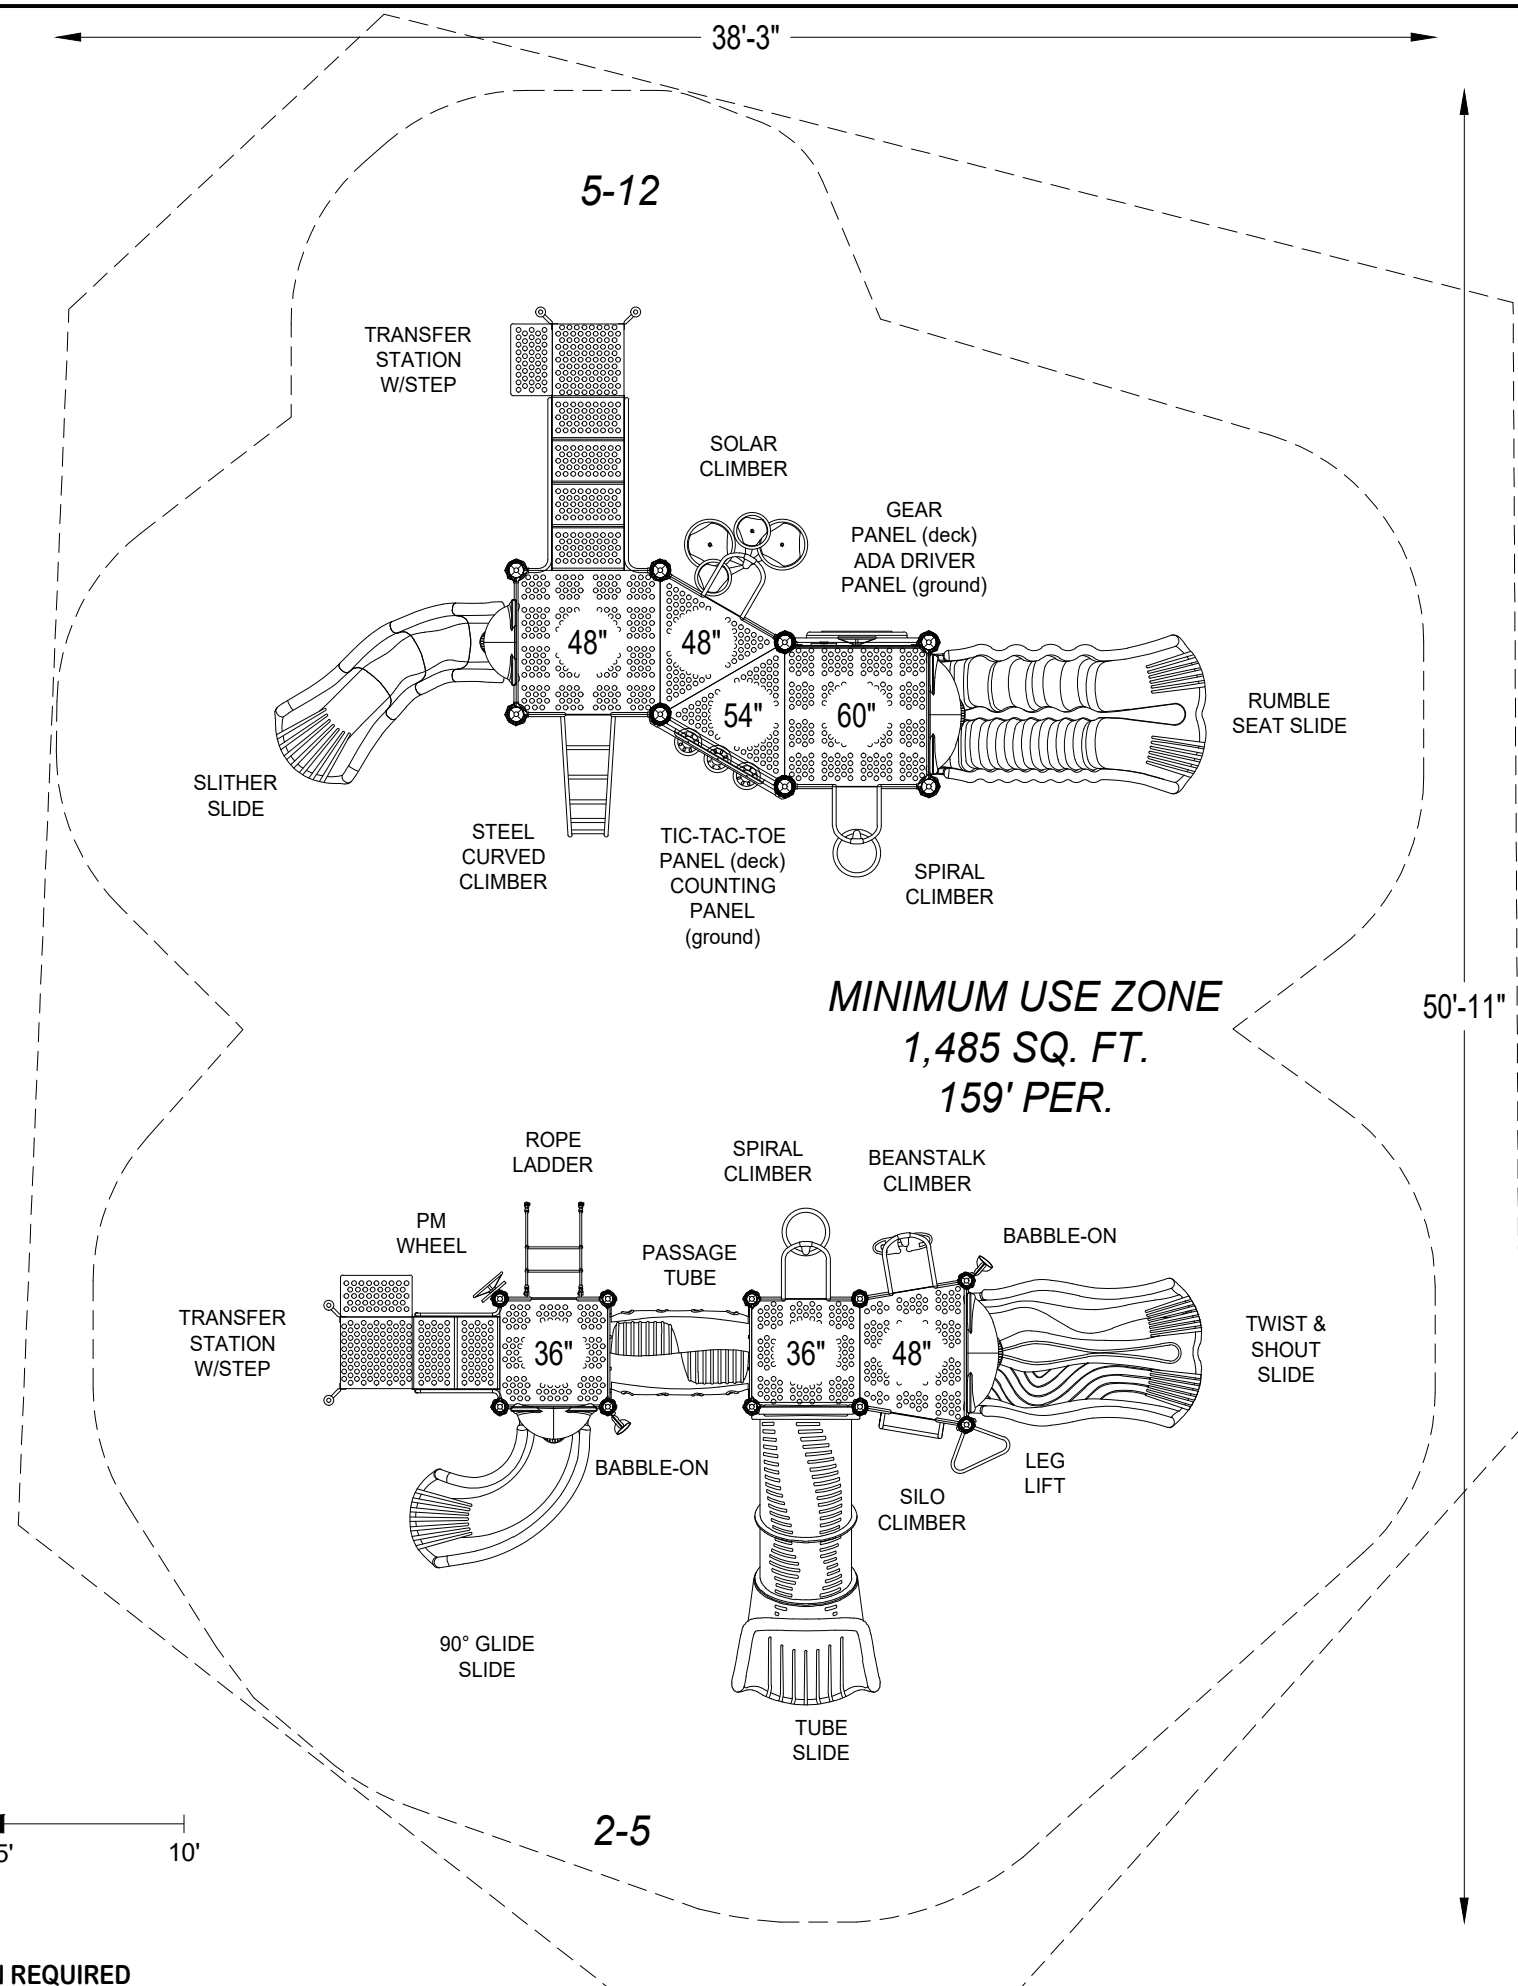 38'-3"
5-12
TRANSFER
STATION
W/STEP
SOLAR
CLIMBER
GEAR
PANEL (deck)
ADA DRIVER
PANEL (ground)
48"
48"
54"
60"
RUMBLE
SEAT SLIDE
SLITHER
SLIDE
STEEL
CURVED
CLIMBER
TIC-TAC-TOE
PANEL (deck)
COUNTING
PANEL
(ground)
SPIRAL
CLIMBER
MINIMUM USE ZONE
1,485 SQ. FT.
159' PER.
50'-11"
ROPE
LADDER
SPIRAL
CLIMBER
BEANSTALK
CLIMBER
PM
WHEEL
PASSAGE
TUBE
BABBLE-ON
TRANSFER
STATION
W/STEP
36"
36"
48"
TWIST &
SHOUT
SLIDE
BABBLE-ON
LEG
LIFT
SILO
CLIMBER
90° GLIDE
SLIDE
TUBE
SLIDE
2-5
5'
10'
REQUIRED